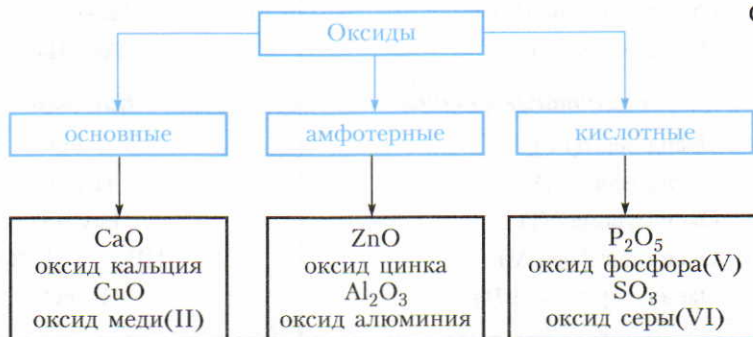 Оксиды
основные
амфотерные
кислотные
CaO
оксид кальция
CuO
оксид меди(II)
ZnO
оксид цинка
Al₂O₃
оксид алюминия
P₂O₅
оксид фосфора(V)
SO₃
оксид серы(VI)